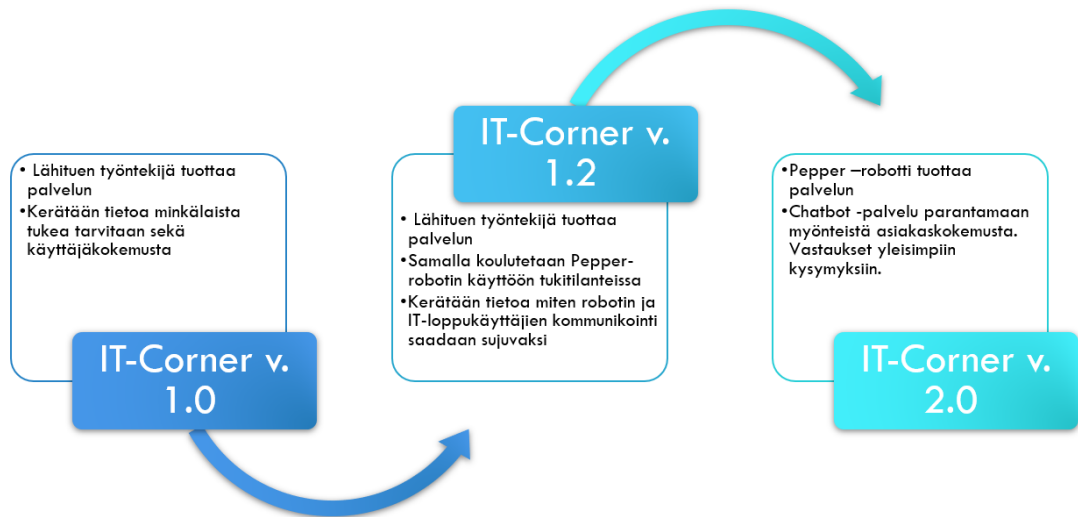 • Lähituen työntekijä tuottaa
palvelun
•Kerätään tietoa minkälaista
tukea tarvitaan sekä
käyttäjäkokemusta
IT-Corner v.
1.0
IT-Corner v.
1.2
• Lähituen työntekijä tuottaa
palvelun
•Samalla koulutetaan Pepper-
robotin käyttöön tukitilanteissa
•Kerätään tietoa miten robotin ja
IT-loppukäyttäjien kommunikointi
saadaan sujuvaksi
•Pepper –robotti tuottaa
palvelun
•Chatbot -palvelu parantamaan
myönteistä asiakaskokemusta.
Vastaukset yleisimpiin
kysymyksiin.
IT-Corner v.
2.0